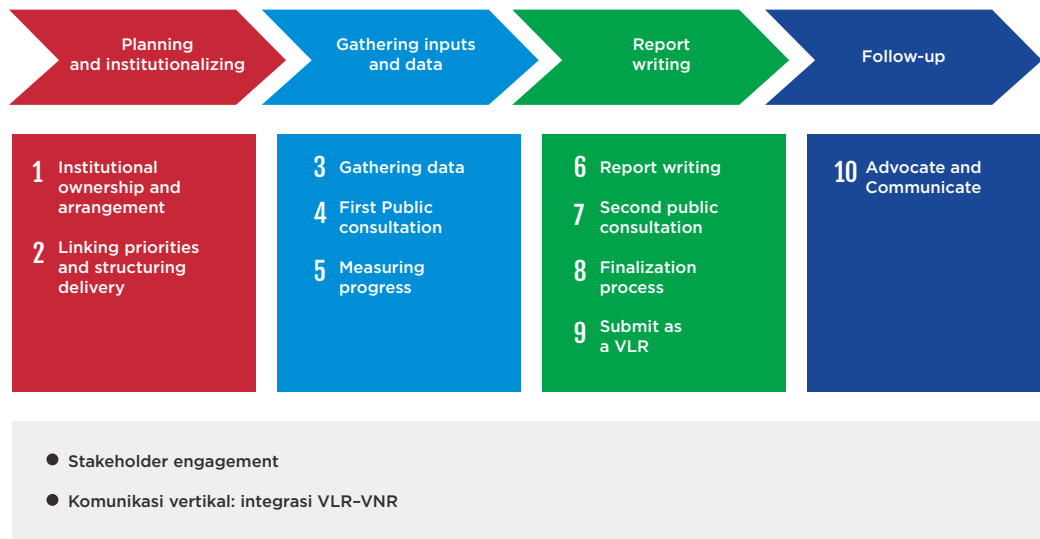 Planning
and institutionalizing
Gathering inputs
and data
Report
writing
Follow-up
1 Institutional
ownership and
arrangement
2 Linking priorities
and structuring
delivery
3 Gathering data
4 First Public
consultation
5 Measuring
progress
6 Report writing
7 Second public
consultation
8 Finalization
process
9 Submit as
a VLR
10 Advocate and
Communicate
● Stakeholder engagement
● Komunikasi vertikal: integrasi VLR–VNR